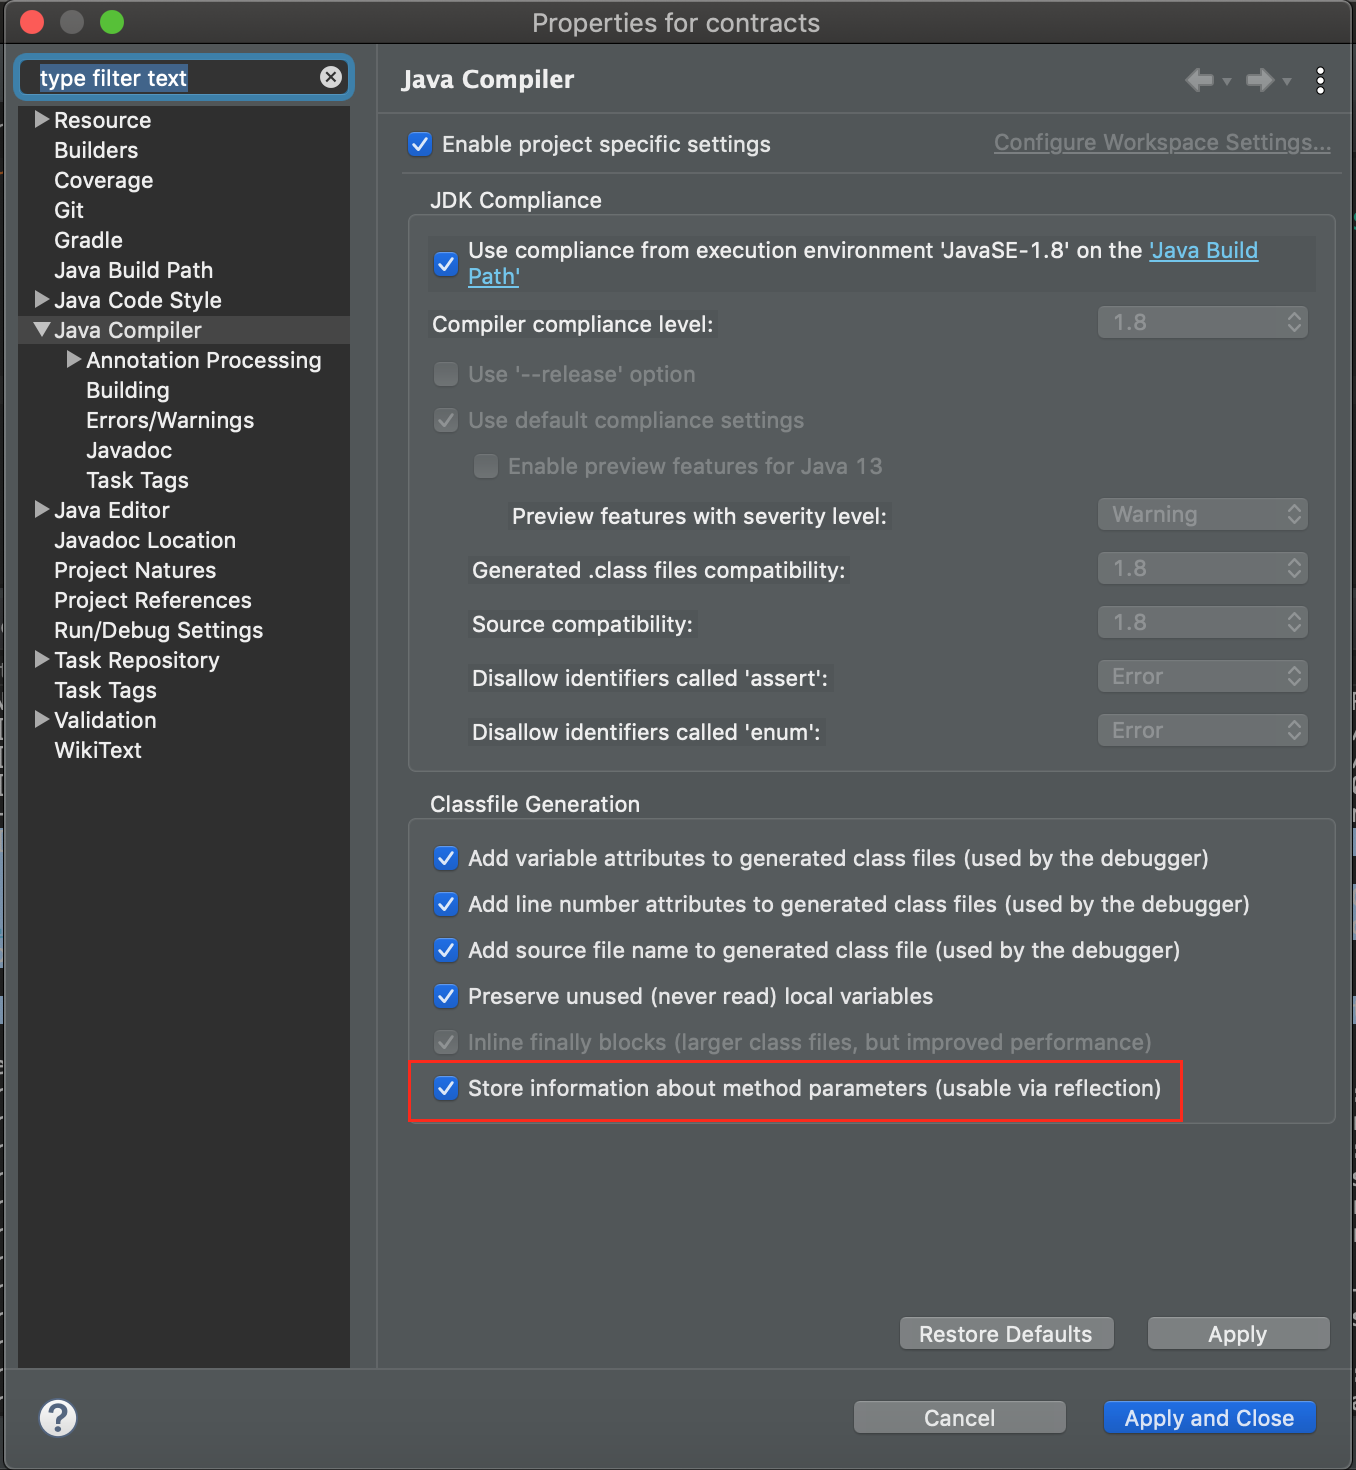 Properties for contracts
type filter text
Resource
Builders
Coverage
Git
Gradle
Java Build Path
Java Code Style
Java Compiler
Annotation Processing
Building
Errors/Warnings
Javadoc
Task Tags
Java Editor
Javadoc Location
Project Natures
Project References
Run/Debug Settings
Task Repository
Task Tags
Validation
WikiText
Java Compiler
Enable project specific settings
Configure Workspace Settings...
JDK Compliance
Use compliance from execution environment 'JavaSE-1.8' on the 'Java Build
Path'
Compiler compliance level:
1.8
Use '--release' option
Use default compliance settings
Enable preview features for Java 13
Preview features with severity level:
Warning
Generated .class files compatibility:
1.8
Source compatibility:
1.8
Disallow identifiers called 'assert':
Error
Disallow identifiers called 'enum':
Error
Classfile Generation
Add variable attributes to generated class files (used by the debugger)
Add line number attributes to generated class files (used by the debugger)
Add source file name to generated class file (used by the debugger)
Preserve unused (never read) local variables
Inline finally blocks (larger class files, but improved performance)
Store information about method parameters (usable via reflection)
Restore Defaults
Apply
?
Cancel
Apply and Close